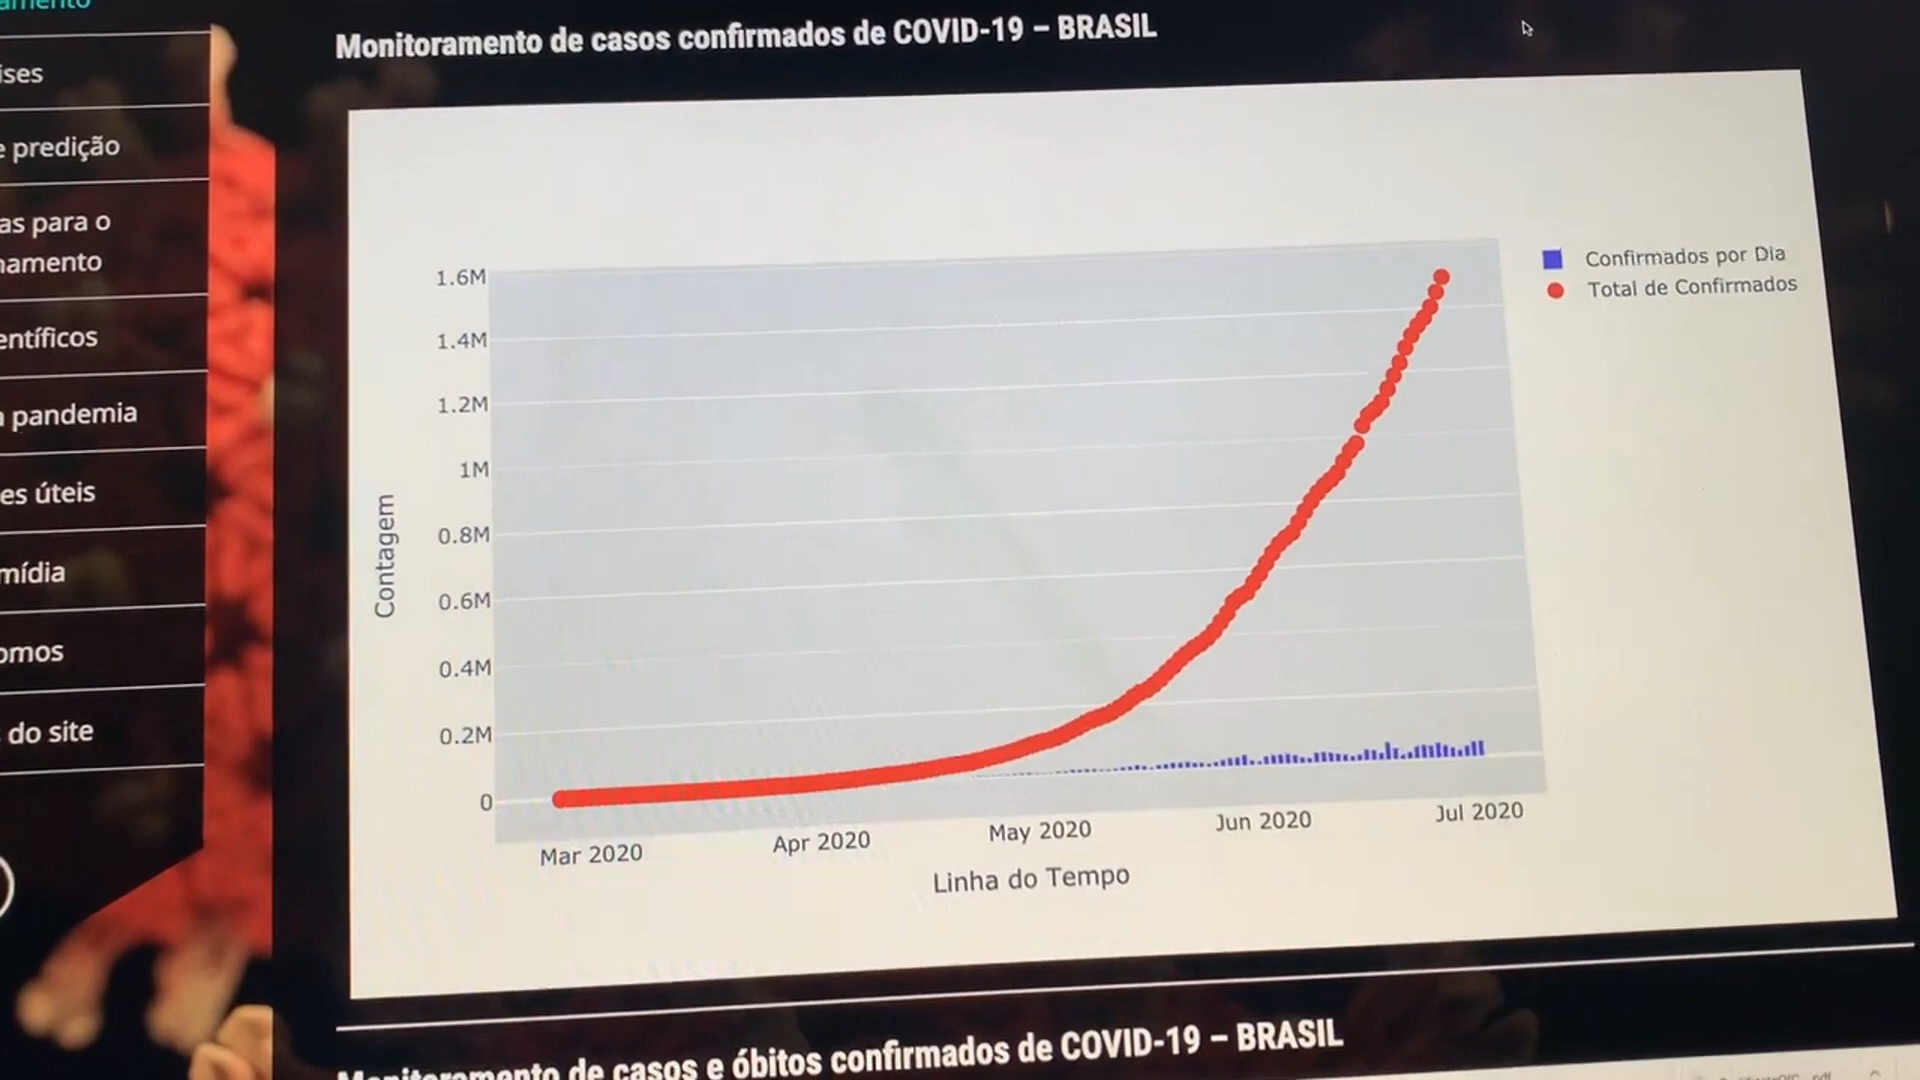 Monitoramento de casos confirmados de COVID-19 – BRASIL
ises
e predição
as para o
namento
entíficos
a pandemia
es úteis
mídia
omos
do site
Confirmados por Dia
Total de Confirmados
1.6M
1.4M
1.2M
1M
0.8M
0.6M
0.4M
0.2M
0
Contagem
Mar 2020
Apr 2020
May 2020
Jun 2020
Jul 2020
Linha do Tempo
Monitoramento de casos e óbitos confirmados de COVID-19 – BRASIL